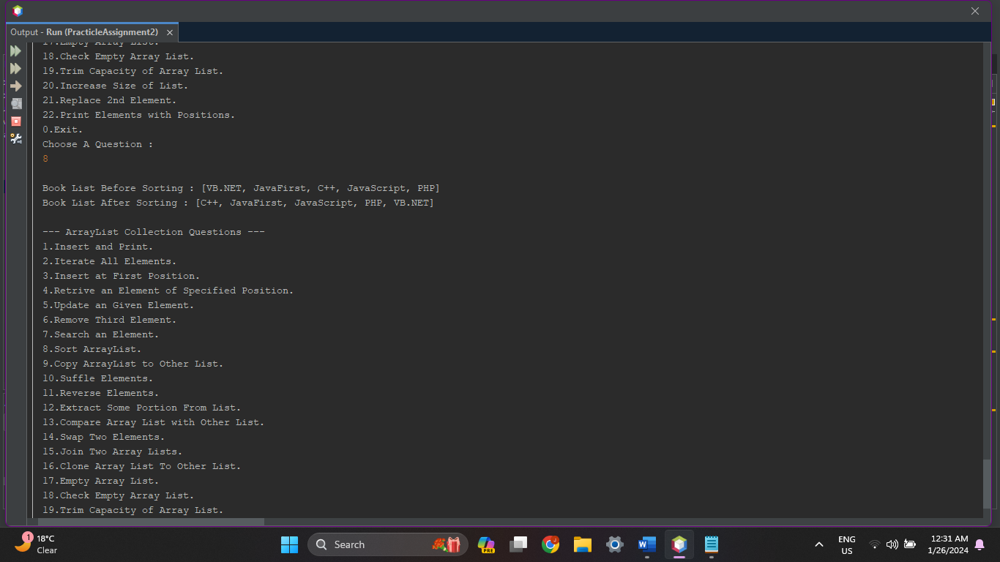 Output - Run (PracticleAssignment2)
17.Empty Array List.
18.Check Empty Array List.
19.Trim Capacity of Array List.
20.Increase Size of List.
21.Replace 2nd Element.
22.Print Elements with Positions.
0.Exit.
Choose A Question :
8
Book List Before Sorting : [VB.NET, JavaFirst, C++, JavaScript, PHP]
Book List After Sorting : [C++, JavaFirst, JavaScript, PHP, VB.NET]
--- ArrayList Collection Questions ---
1.Insert and Print.
2.Iterate All Elements.
3.Insert at First Position.
4.Retrive an Element of Specified Position.
5.Update an Given Element.
6.Remove Third Element.
7.Search an Element.
8.Sort ArrayList.
9.Copy ArrayList to Other List.
10.Suffle Elements.
11.Reverse Elements.
12.Extract Some Portion From List.
13.Compare Array List with Other List.
14.Swap Two Elements.
15.Join Two Array Lists.
16.Clone Array List To Other List.
17.Empty Array List.
18.Check Empty Array List.
19.Trim Capacity of Array List.
1
18°C
Clear
Search
PRE
ENG
US
12:31 AM
1/26/2024